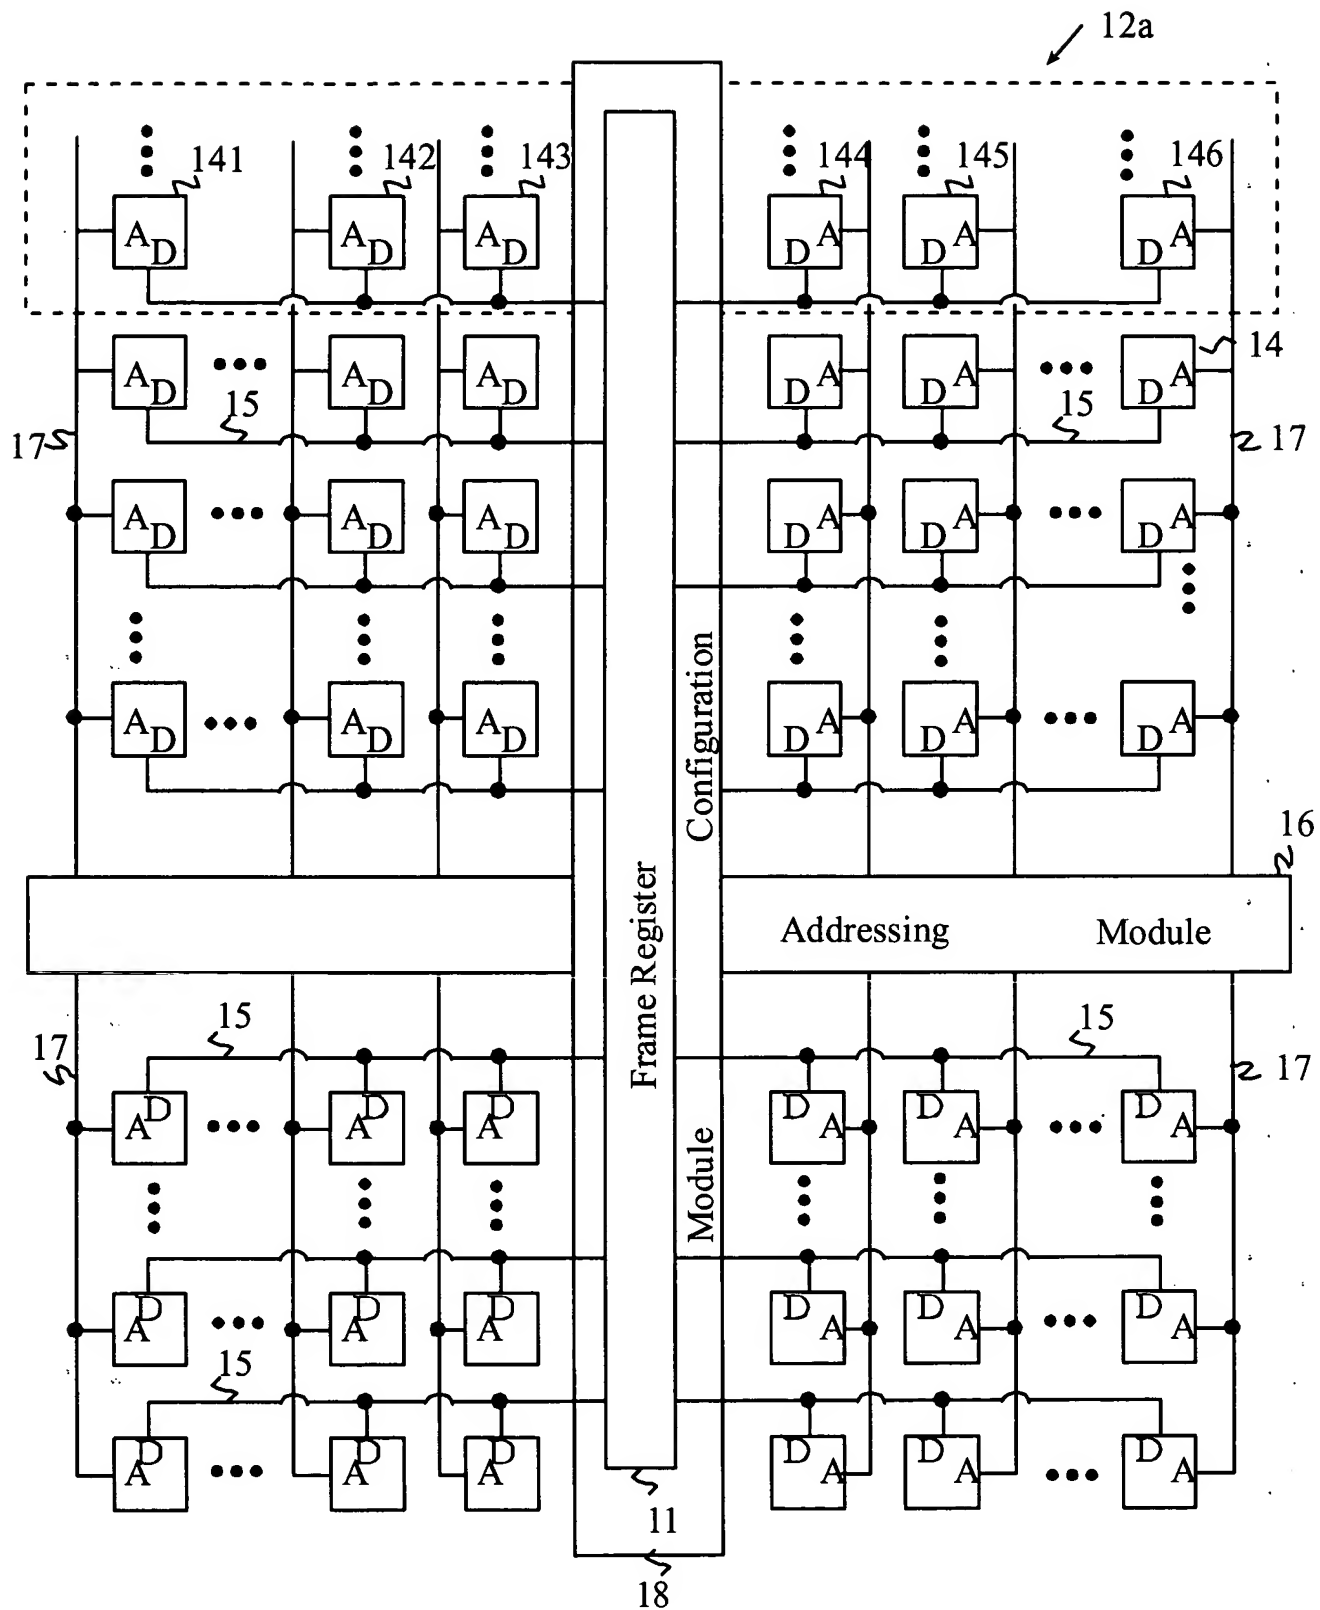 12a
141 142 143 144 145 146
A D A D A D D A D A D A
14
A D A D A D D A D A D A
15 15
17 17
A D A D A D D A D A D A
A D A D A D D A D A D A
Configuration
16
Frame Register
Addressing Module
15 15
17 17
A D A D A D D A D A D A
Module
A D A D A D D A D A D A
15
A D A D A D D A D A D A
11
18